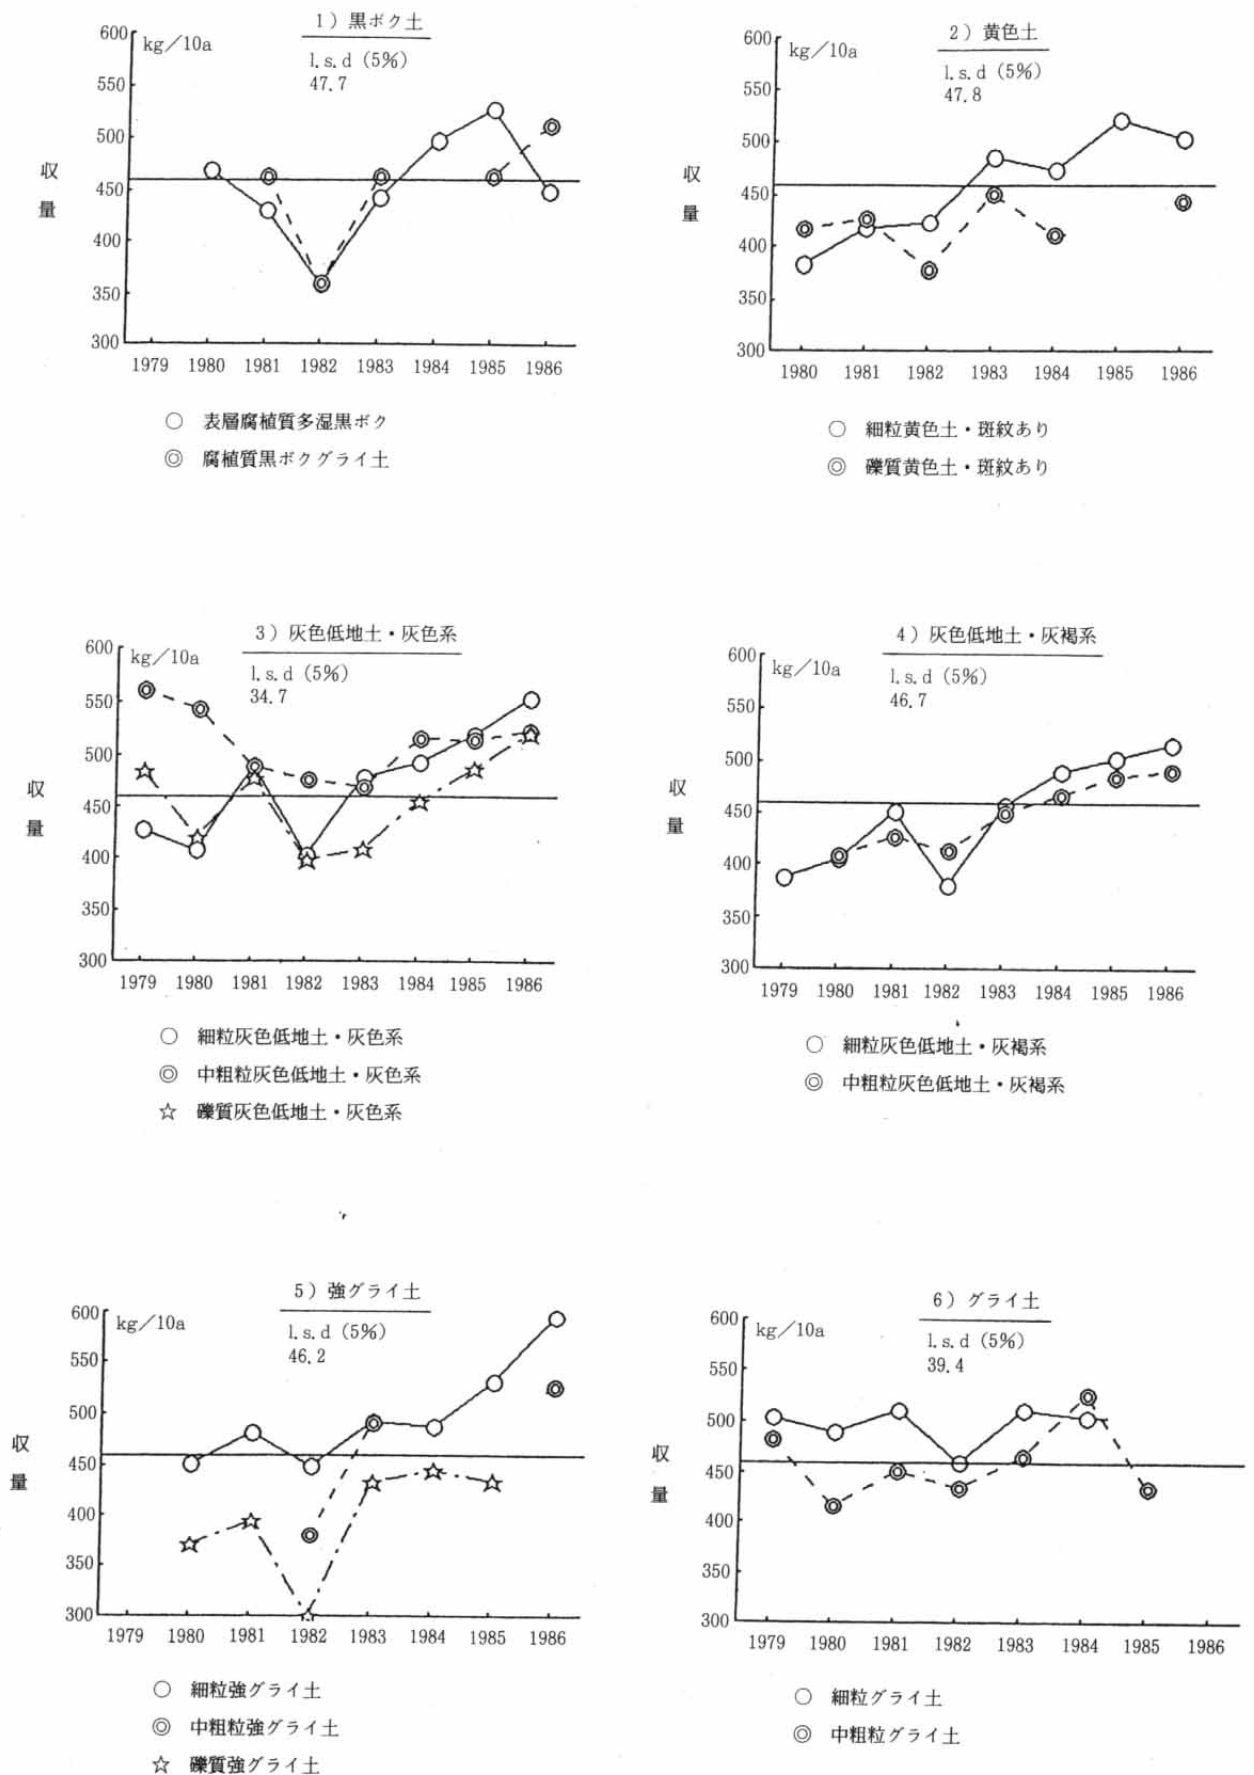 1）黒ボク土
600
kg／10a
l.s.d (5%)
47.7
550
500
収
量
450
400
350
300
1979 1980 1981 1982 1983 1984 1985 1986
○ 表層腐植質多湿黒ボク
◎ 腐植質黒ボクグライ土
2）黄色土
600
kg／10a
l.s.d (5%)
47.8
550
500
収
量
450
400
350
300
1980 1981 1982 1983 1984 1985 1986
○ 細粒黄色土・斑紋あり
◎ 礫質黄色土・斑紋あり
3）灰色低地土・灰色系
600
kg／10a
l.s.d (5%)
34.7
550
500
収
量
450
400
350
300
1979 1980 1981 1982 1983 1984 1985 1986
○ 細粒灰色低地土・灰色系
◎ 中粗粒灰色低地土・灰色系
☆ 礫質灰色低地土・灰色系
4）灰色低地土・灰褐系
600
kg／10a
l.s.d (5%)
46.7
550
500
収
量
450
400
350
300
1979 1980 1981 1982 1983 1984 1985 1986
○ 細粒灰色低地土・灰褐系
◎ 中粗粒灰色低地土・灰褐系
5）強グライ土
600
kg／10a
l.s.d (5%)
46.2
550
500
収
量
450
400
350
300
1979 1980 1981 1982 1983 1984 1985 1986
○ 細粒強グライ土
◎ 中粗粒強グライ土
☆ 礫質強グライ土
6）グライ土
600
kg／10a
l.s.d (5%)
39.4
550
500
収
量
450
400
350
300
1979 1980 1981 1982 1983 1984 1985 1986
○ 細粒グライ土
◎ 中粗粒グライ土